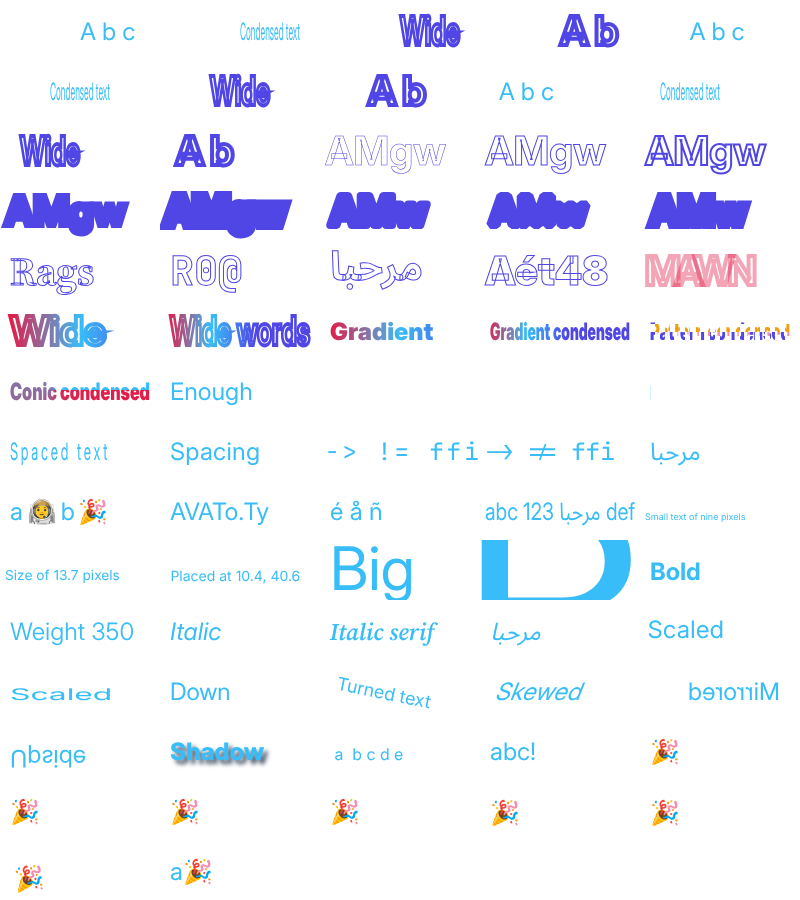 A b c Condensed text Wide Ab A b c
Condensed text Wide Ab A b c Condensed text
Wide Ab AMgw AMgw AMgw
AMgw AMgw AMw AMw AMw
Rags R0@ مرحبا Aét48 MAWN
Wide Wide words Gradient Gradient condensed Pattern condensed
Conic condensed Enough
Spaced text Spacing -> != ffi -> != ffi مرحبا
a 👩‍🚀 b 🎉 AVATo.Ty é å ñ abc 123 مرحبا def Small text of nine pixels
Size of 13.7 pixels Placed at 10.4, 40.6 Big Bold
Weight 350 Italic Italic serif مرحبا Scaled
Scaled Down Turned text Skewed Mirrored
Upside Shadow a b c d e abc! 🎉
🎉 🎉 🎉 🎉 🎉
🎉 a🎉